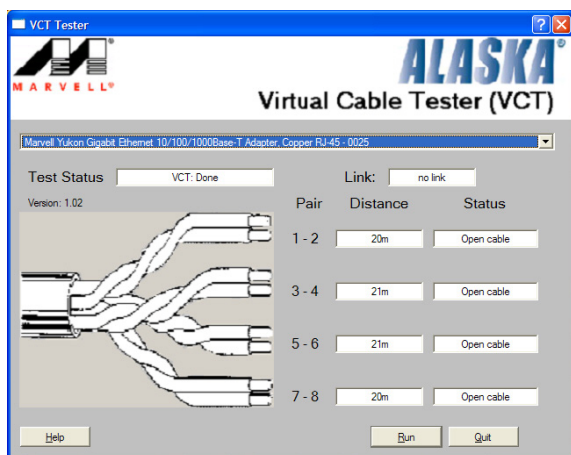 VCT Tester
MARVELL®
ALASKA®
Virtual Cable Tester (VCT)
Marvell Yukon Gigabit Ethernet 10/100/1000Base-T Adapter, Copper RJ-45 - 0025
Test Status VCT: Done Link: no link
Version: 1.02 Pair Distance Status
1 - 2 20m Open cable
3 - 4 21m Open cable
5 - 6 21m Open cable
7 - 8 20m Open cable
Help Run Quit